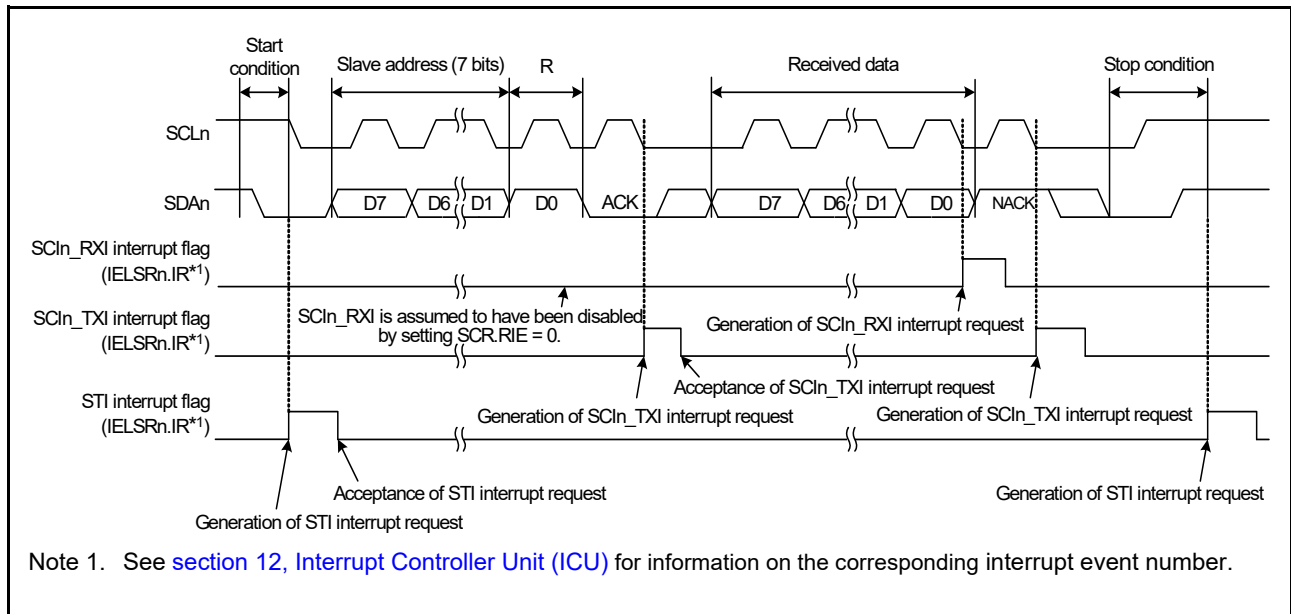 Start
condition
Slave address (7 bits)
R
Received data
Stop condition
SCLn
SDAn
D7
D6
D1
D0
ACK
D7
D6
D1
D0
NACK
SCIn_RXI interrupt flag
(IELSRn.IR*1)
SCIn_RXI is assumed to have been disabled
by setting SCR.RIE = 0.
Generation of SCIn_RXI interrupt request
SCIn_TXI interrupt flag
(IELSRn.IR*1)
Acceptance of SCIn_TXI interrupt request
Generation of SCIn_TXI interrupt request
Generation of SCIn_TXI interrupt request
STI interrupt flag
(IELSRn.IR*1)
Acceptance of STI interrupt request
Generation of STI interrupt request
Generation of STI interrupt request
Note 1. See section 12, Interrupt Controller Unit (ICU) for information on the corresponding interrupt event number.